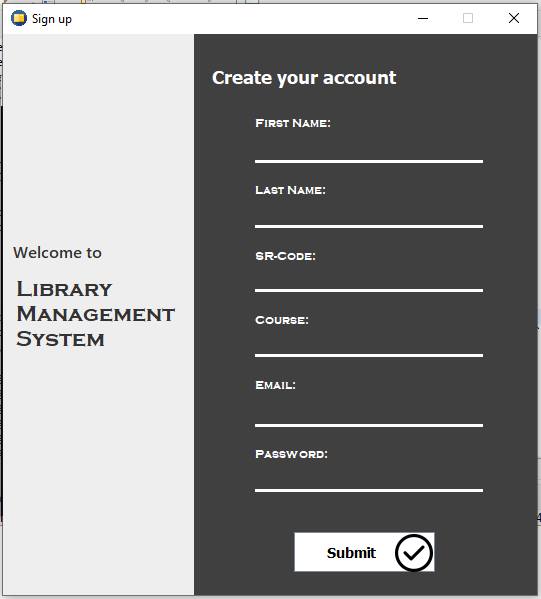 Sign up
Create your account
First Name:
Last Name:
SR-Code:
Course:
Email:
Password:
Welcome to
Library
Management
System
Submit